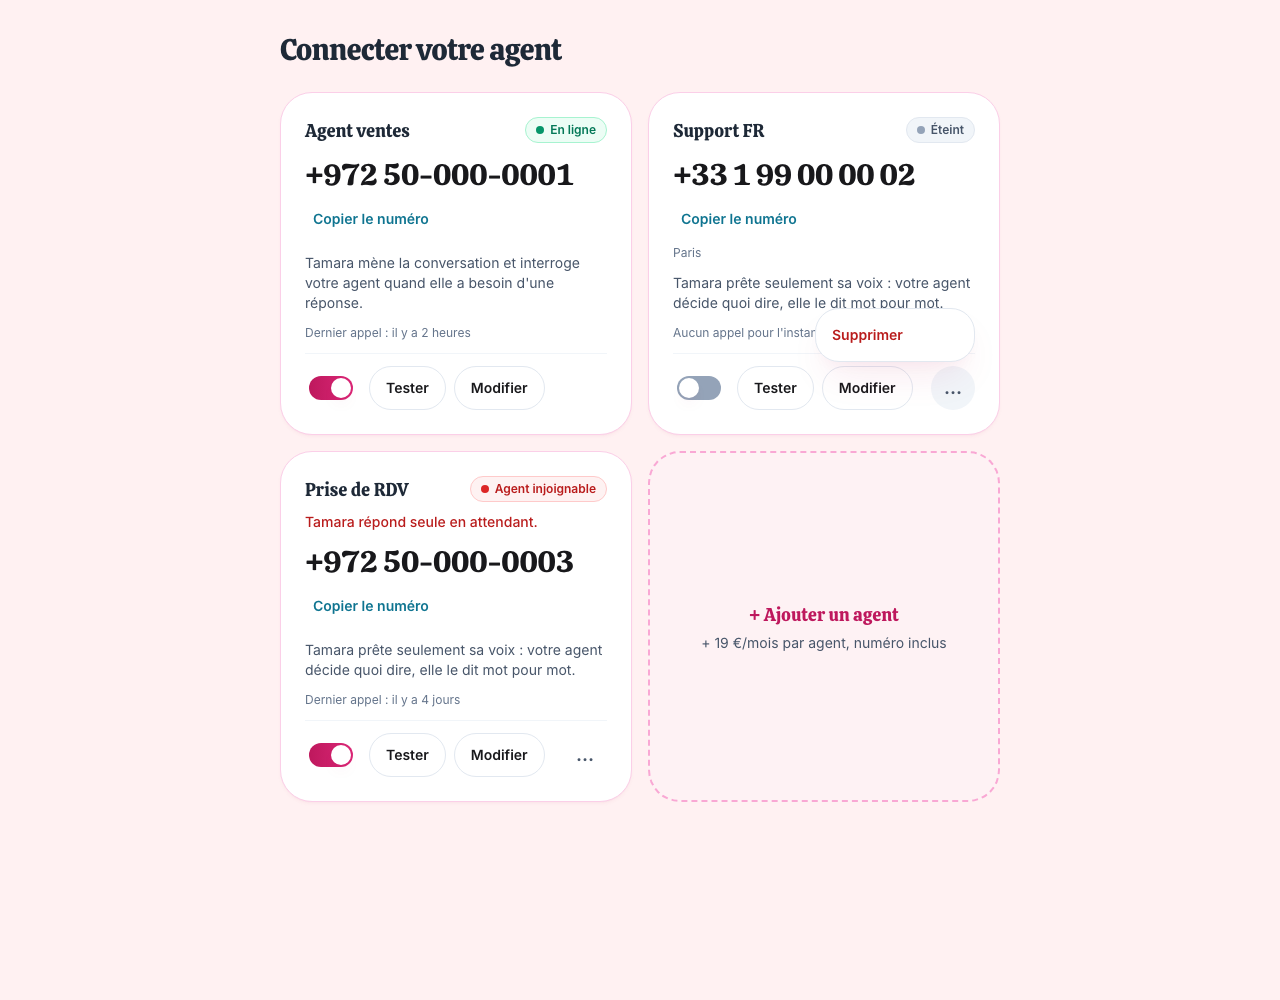 Connecter votre agent
Agent ventes
En ligne
+972 50-000-0001
Copier le numéro
Tamara mène la conversation et interroge
votre agent quand elle a besoin d'une
réponse.
Dernier appel : il y a 2 heures
Tester
Modifier
Support FR
Éteint
+33 1 99 00 00 02
Copier le numéro
Paris
Tamara prête seulement sa voix : votre agent
décide quoi dire, elle le dit mot pour mot.
Aucun appel pour l'instan
Supprimer
Tester
Modifier
...
Prise de RDV
Agent injoignable
Tamara répond seule en attendant.
+972 50-000-0003
Copier le numéro
Tamara prête seulement sa voix : votre agent
décide quoi dire, elle le dit mot pour mot.
Dernier appel : il y a 4 jours
Tester
Modifier
...
+ Ajouter un agent
+ 19 €/mois par agent, numéro inclus